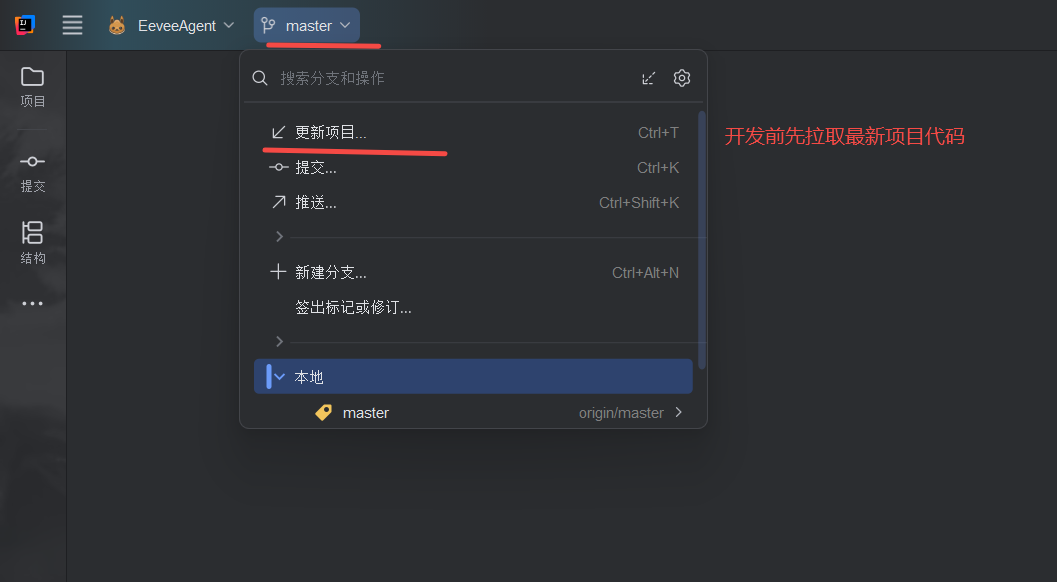 EeveeAgent
master
搜索分支和操作
项目
更新项目... Ctrl+T
开发前先拉取最新项目代码
提交... Ctrl+K
提交
推送... Ctrl+Shift+K
结构
新建分支... Ctrl+Alt+N
签出标记或修订...
本地
master origin/master